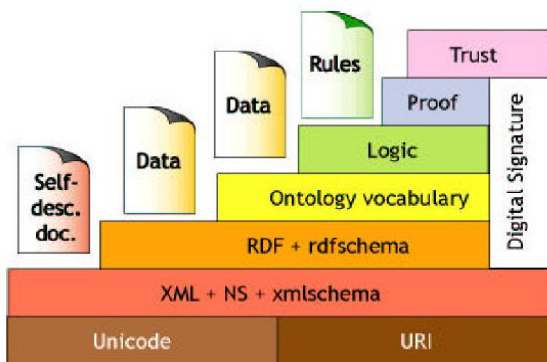 Trust
Rules
Proof
Data
Logic
Data
Self-
desc.
doc.
Ontology vocabulary
Digital Signature
RDF + rdfschema
XML + NS + xmlschema
Unicode
URI